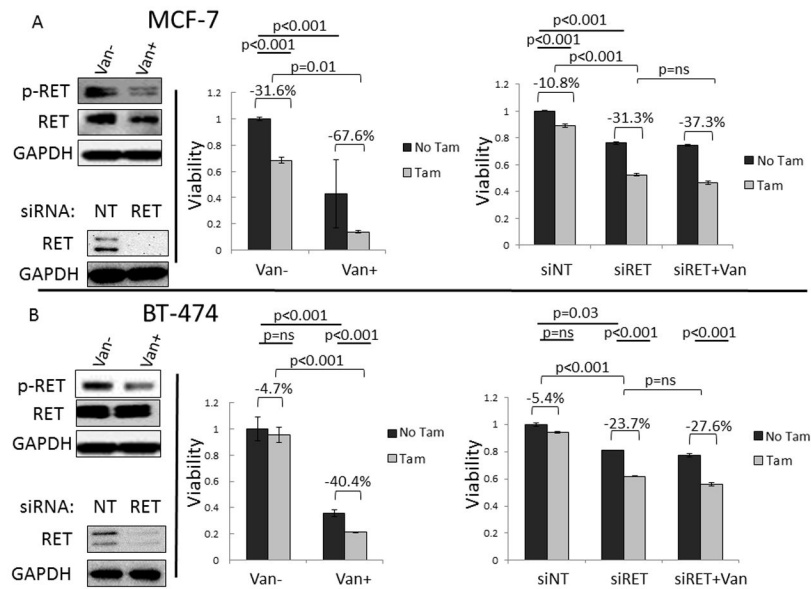 A MCF-7
Van- Van+
p-RET
RET
GAPDH
siRNA: NT RET
RET
GAPDH
p<0.001
p<0.001
p=0.01
-31.6%
-67.6%
Viability
1.2
1
0.8
0.6
0.4
0.2
0
No Tam
Tam
Van- Van+
p<0.001
p<0.001
p<0.001
p=ns
-10.8%
-31.3%
-37.3%
Viability
1.2
1
0.8
0.6
0.4
0.2
0
No Tam
Tam
siNT siRET siRET+Van
B BT-474
Van- Van+
p-RET
RET
GAPDH
siRNA: NT RET
RET
GAPDH
p<0.001
p=ns p<0.001
p<0.001
-4.7%
-40.4%
Viability
1.2
1
0.8
0.6
0.4
0.2
0
No Tam
Tam
Van- Van+
p=0.03
p=ns p<0.001 p<0.001
p<0.001
p=ns
-5.4%
-23.7%
-27.6%
Viability
1.2
1
0.8
0.6
0.4
0.2
0
No Tam
Tam
siNT siRET siRET+Van